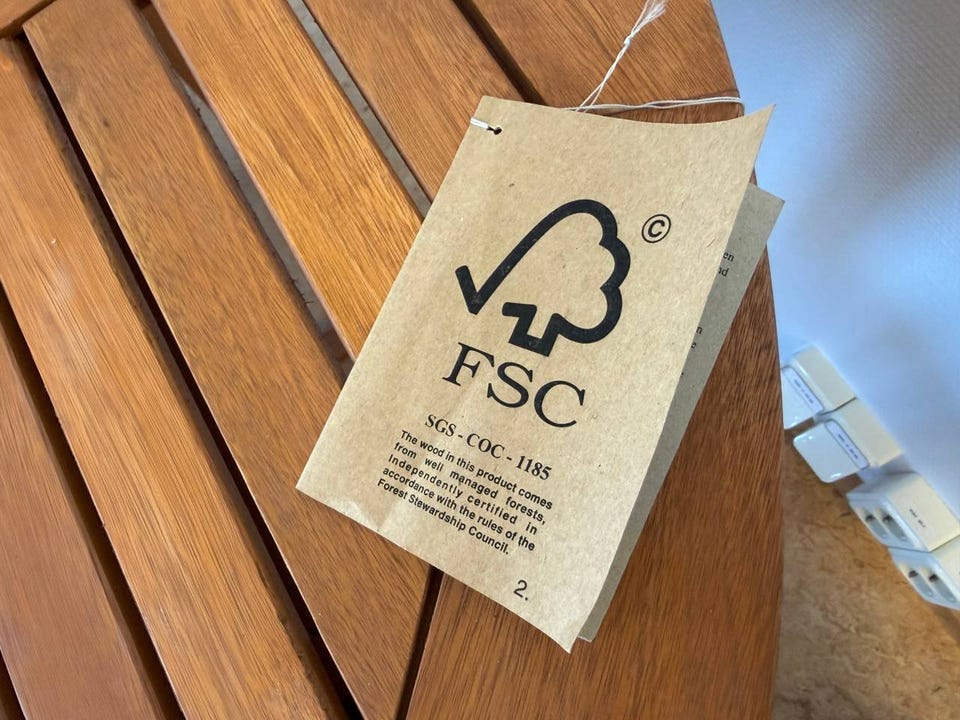 ©
FSC
SGS - COC - 1185
The wood in this product comes
from well managed forests,
Independently certified in
accordance with the rules of the
Forest Stewardship Council.
2.